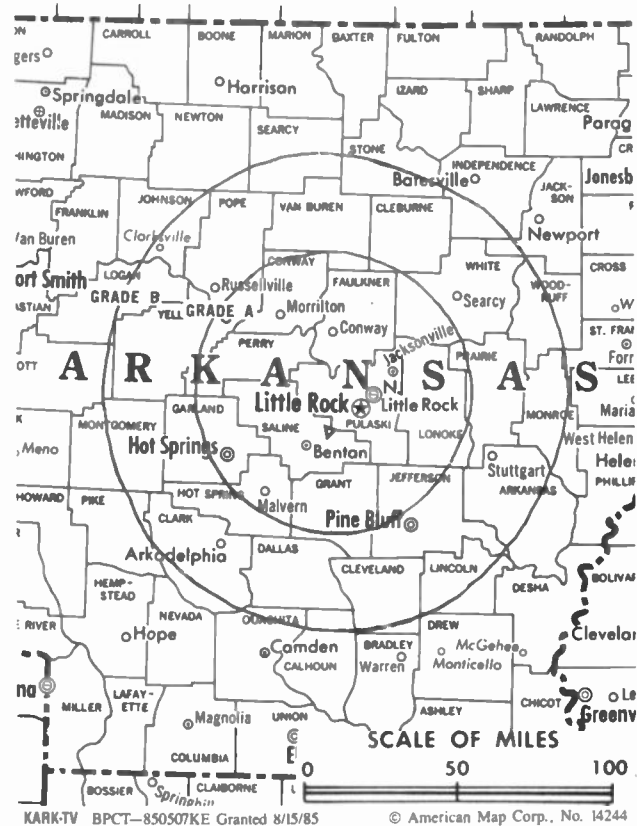 CARROLL
BOONE
MARION
BAXTER
FULTON
RANDOLPH
gers
Harrison
IZARD
SHARP
Springdale
LAWRENCE
etteville
MADISON
NEWTON
Parag
SEARCY
STONE
HINGTON
INDEPENDENCE
Jonesb
Batesville
WFORD
JOHNSON
POPE
VAN BUREN
CLEBURNE
JACK-
SON
FRANKLIN
Newport
Van Buren
Clarksville
CONWAY
WHITE
CROSS
ort Smith
LOGAN
Russellville
FAULKNER
WOOD-
RUFF
GRADE B
GRADE A
Searcy
YELL
Morrilton
ASTIAN
Conway
ST. FRAN
Jacksonville
Forr
PERRY
PRAIRIE
OTT
ARKANSAS
LEE
N.
Little Rock
Little Rock
GARLAND
PULASKI
Maria
MONTGOMERY
SALINE
LONOKE
MONROE
West Helen
Meno
Hot Springs
Benton
Stuttgart
Hele
GRANT
JEFFERSON
PHILLIP
HOWARD
PIKE
HOT SPRING
Malvern
ARKANSAS
CLARK
Pine Bluff
Arkadelphia
DALLAS
CLEVELAND
LINCOLN
BOLIVAR
HEMP-
STEAD
DESHA
NEVADA
OUACHITA
DREW
E RIVER
Hope
Camden
BRADLEY
McGehee
Clevelan
CALHOUN
Warren
Monticello
na
LAFAY-
ETTE
MILLER
Magnolia
UNION
ASHLEY
CHICOT
Le
Greenv
E
SCALE OF MILES
COLUMBIA
0 50 100
BOSSIER
Springhill
CLAIBORNE
KARK-TV BPCT-850507KE Granted 8/15/85 © American Map Corp., No. 14244